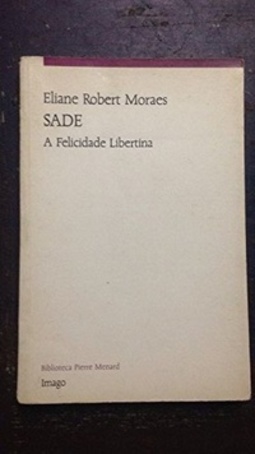 Eliane Robert Moraes
SADE
A Felicidade Libertina
Biblioteca Pierre Menard
Imago